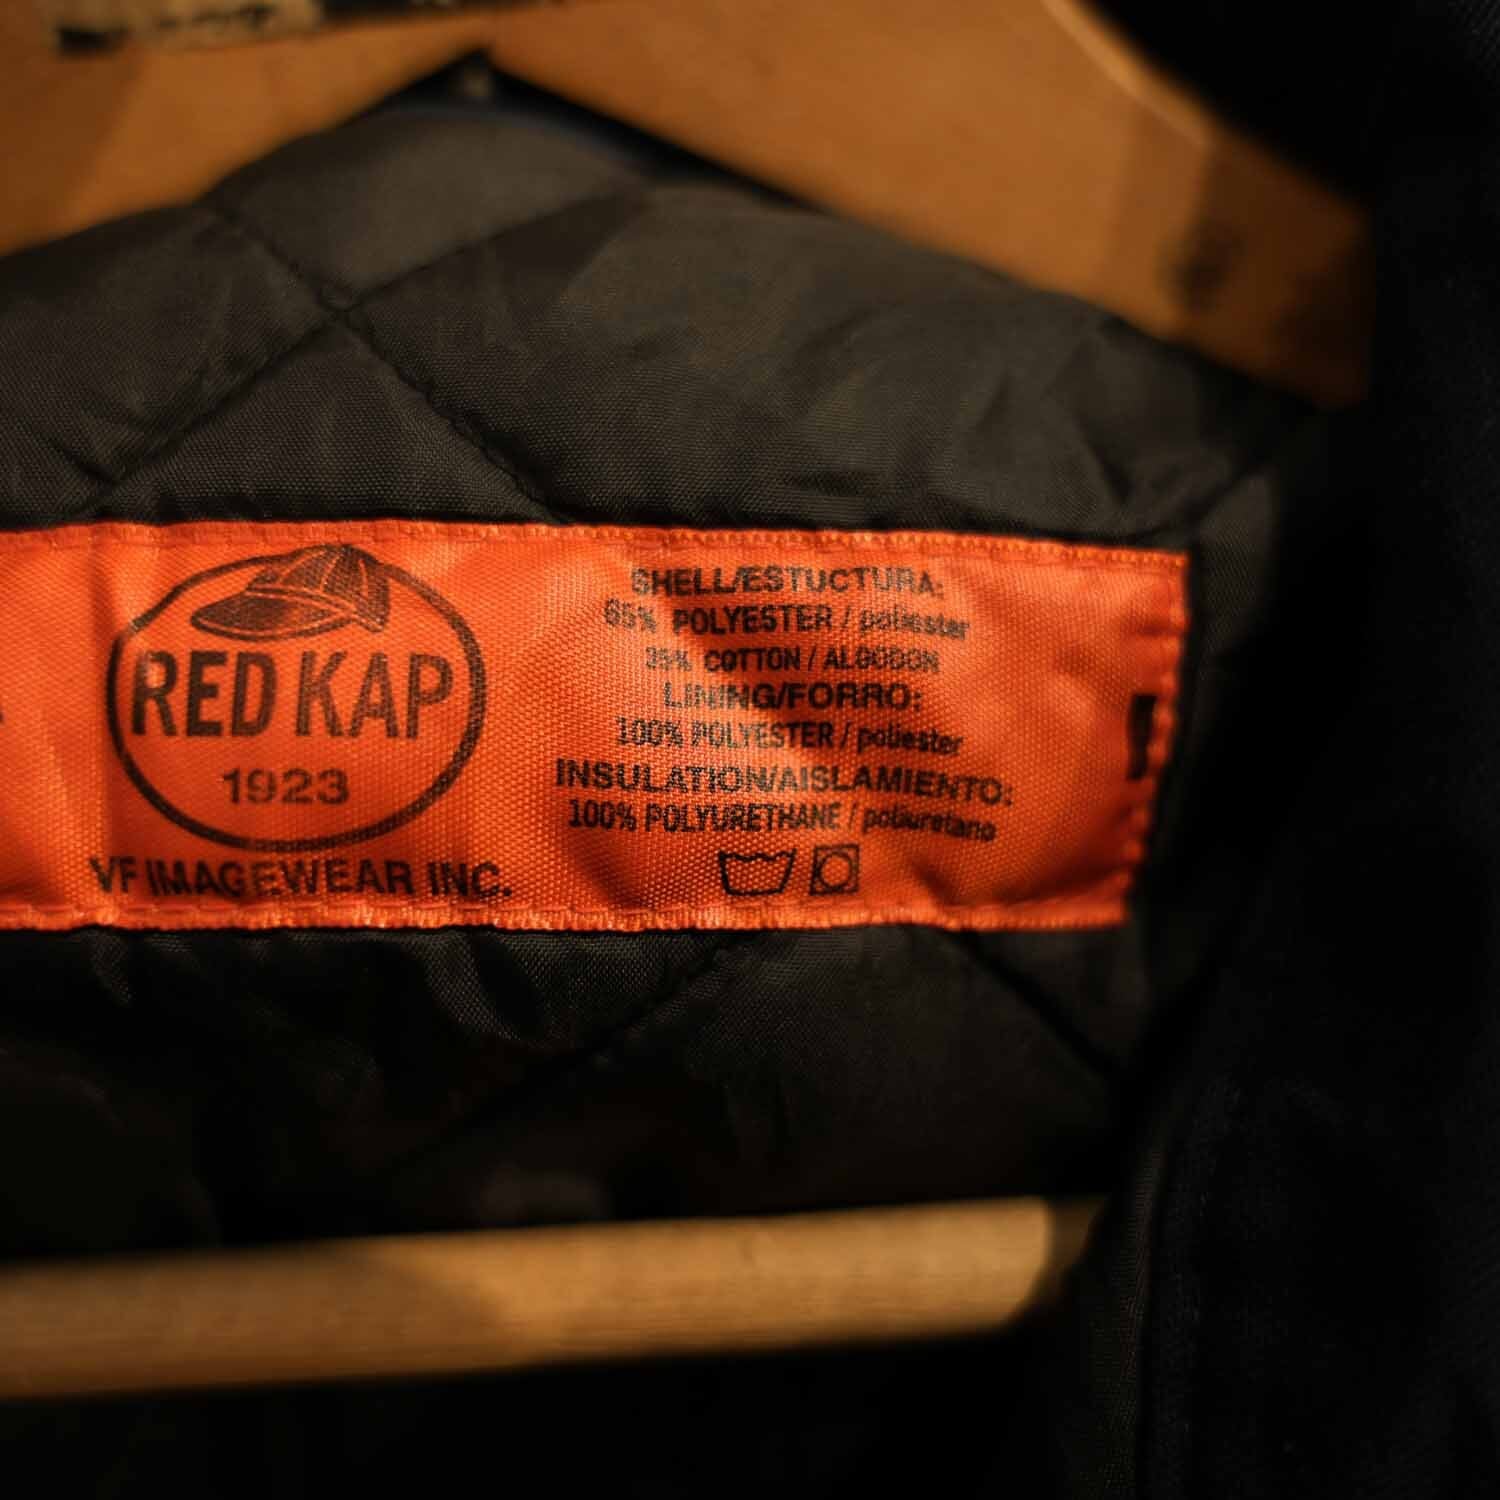 RED KAP
1923
VF IMAGEWEAR INC.
SHELL/ESTUCTURA:
65% POLYESTER / poliester
35% COTTON / ALGODON
LINING/FORRO:
100% POLYESTER / poliester
INSULATION/AISLAMIENTO:
100% POLYURETHANE / poliuretano